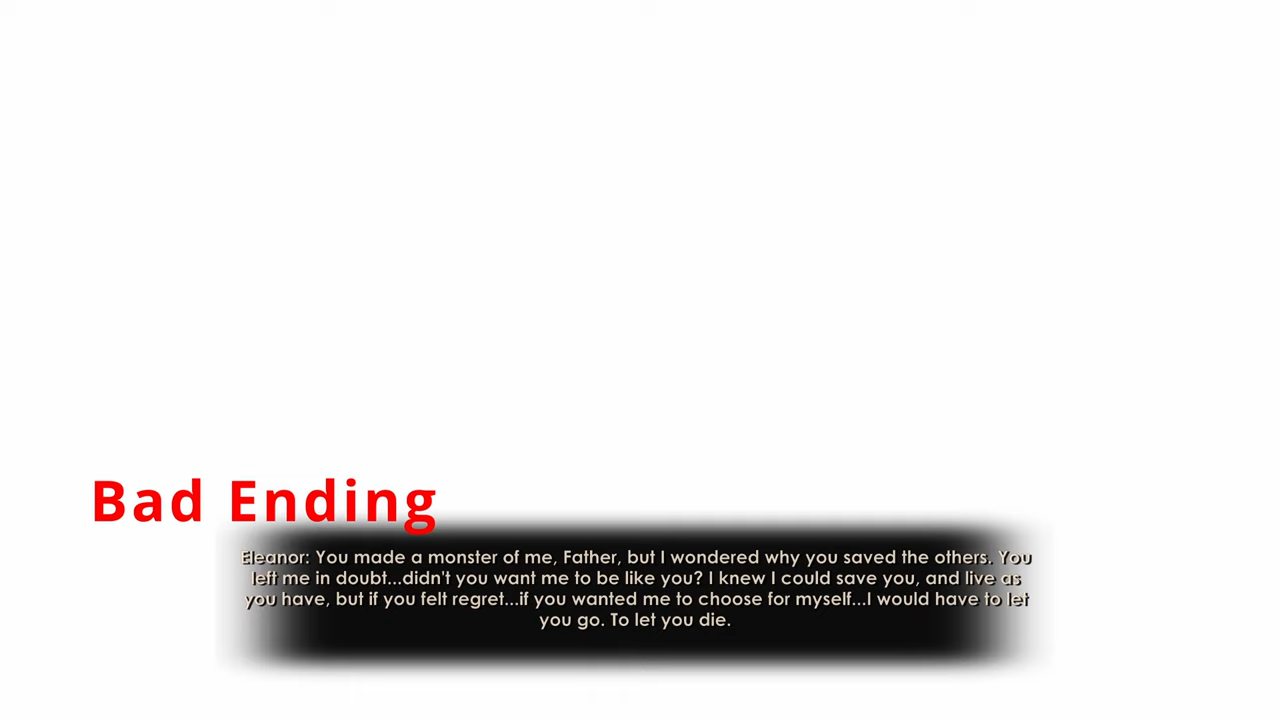 Bad Ending
Eleanor: You made a monster of me, Father, but I wondered why you saved the others. You
left me in doubt...didn't you want me to be like you? I knew I could save you, and live as
you have, but if you felt regret...if you wanted me to choose for myself...I would have to let
you go. To let you die.